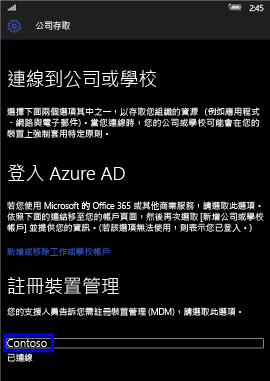 2:45
公司存取
連線到公司或學校
選擇下面兩個選項其中之一，以存取您組織的資源 (例如應用程式
、網路與電子郵件)。當您連線時，您的公司或學校可能會在您的
裝置上強制套用特定原則。
登入 Azure AD
若您使用 Microsoft 的 Office 365 或其他商業服務，請選取此選項。
依照下面的連結移至您的帳戶頁面，然後再次選取 [新增公司或學校
帳戶] 並提供您的資訊。(若該選項無法使用，則表示您已登入。)
新增或移除工作或學校帳戶
註冊裝置管理
您的支援人員告訴您需註冊裝置管理 (MDM)，請選取此選項。
Contoso
已連線